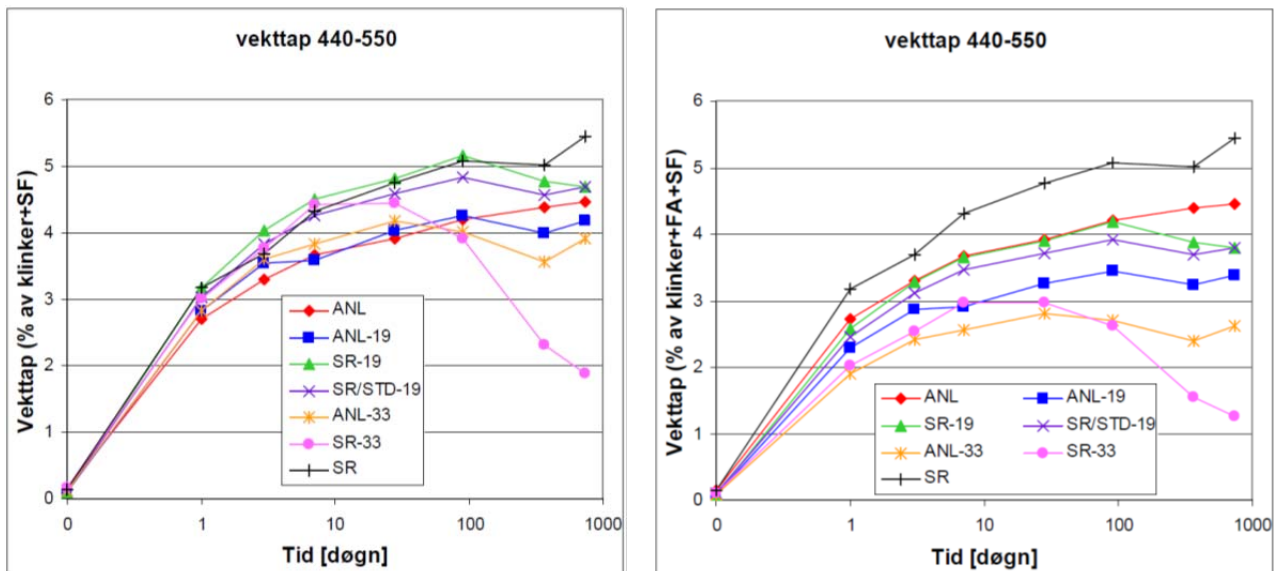 vekttap 440-550
Vekttap (% av klinker+SF)
6
5
4
3
2
1
0
ANL
ANL-19
SR-19
SR/STD-19
ANL-33
SR-33
SR
0 1 10 100 1000
Tid [døgn]
vekttap 440-550
Vekttap (% av klinker+FA+SF)
6
5
4
3
2
1
0
ANL ANL-19
SR-19 SR/STD-19
ANL-33 SR-33
SR
0 1 10 100 1000
Tid [døgn]